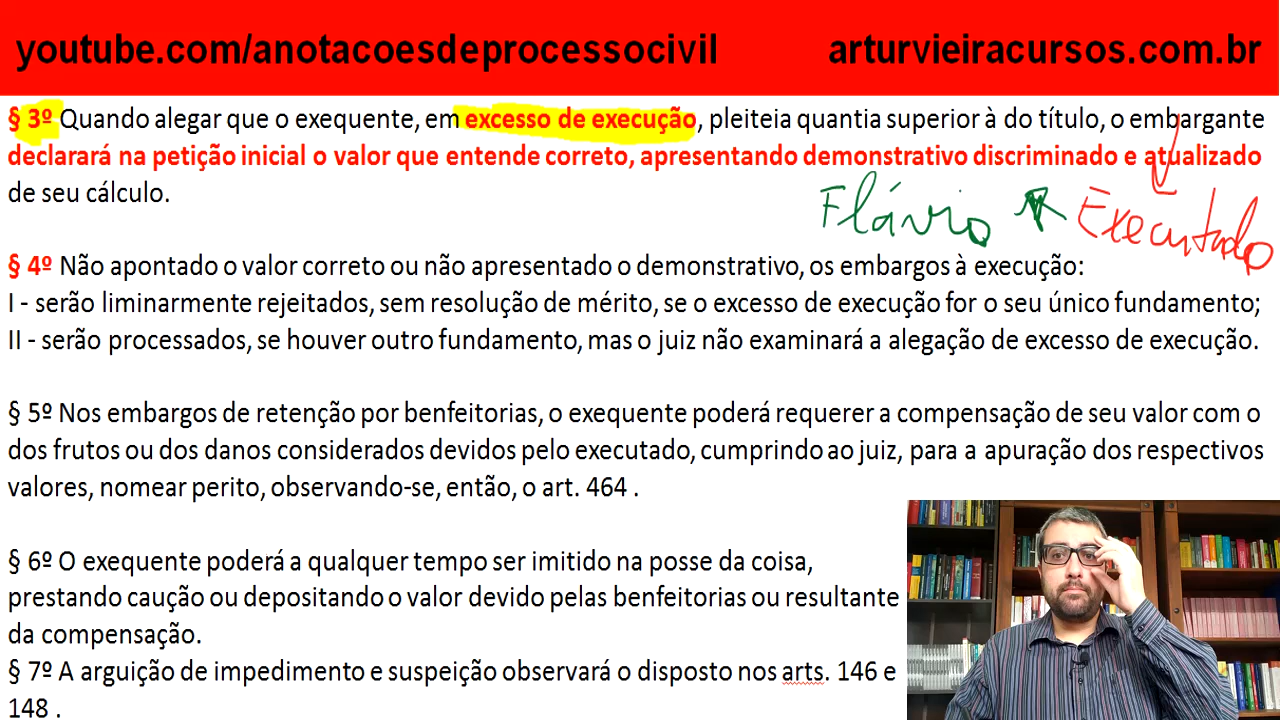 youtube.com/anotacoesdeprocessocivil arturvieiracursos.com.br
§ 3º Quando alegar que o exequente, em excesso de execução, pleiteia quantia superior à do título, o embargante
declarará na petição inicial o valor que entende correto, apresentando demonstrativo discriminado e atualizado
de seu cálculo.
Flávio Executado
§ 4º Não apontado o valor correto ou não apresentado o demonstrativo, os embargos à execução:
I - serão liminarmente rejeitados, sem resolução de mérito, se o excesso de execução for o seu único fundamento;
II - serão processados, se houver outro fundamento, mas o juiz não examinará a alegação de excesso de execução.
§ 5º Nos embargos de retenção por benfeitorias, o exequente poderá requerer a compensação de seu valor com o
dos frutos ou dos danos considerados devidos pelo executado, cumprindo ao juiz, para a apuração dos respectivos
valores, nomear perito, observando-se, então, o art. 464 .
§ 6º O exequente poderá a qualquer tempo ser imitido na posse da coisa,
prestando caução ou depositando o valor devido pelas benfeitorias ou resultante
da compensação.
§ 7º A arguição de impedimento e suspeição observará o disposto nos arts. 146 e
148 .